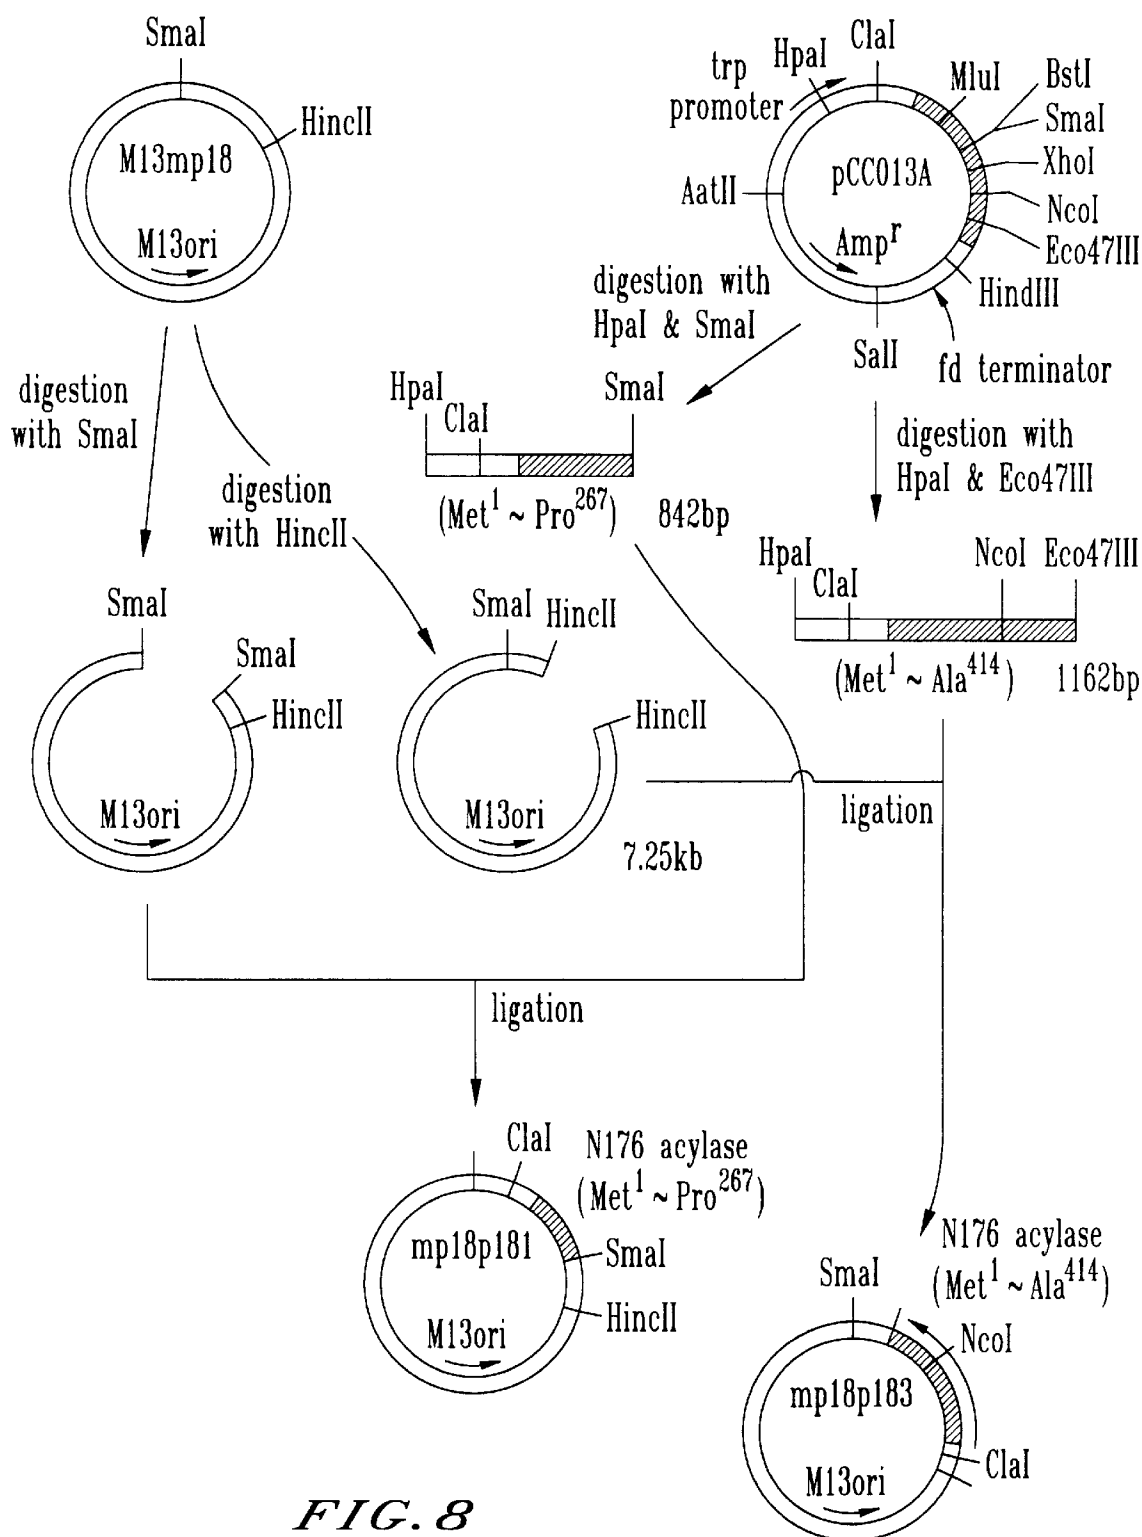 SmaI
HincII
M13mp18
M13ori
trp
promoter
HpaI
ClaI
MluI
BstI
SmaI
XhoI
NcoI
Eco47III
HindIII
AatII
pCC013A
Amp^r
SalI
fd terminator
digestion with
HpaI & SmaI
digestion
with SmaI
digestion
with HincII
HpaI
ClaI
SmaI
(Met^1 ~ Pro^267) 842bp
digestion with
HpaI & Eco47III
HpaI
ClaI
NcoI Eco47III
(Met^1 ~ Ala^414) 1162bp
SmaI
SmaI
HincII
M13ori
SmaI
HincII
HincII
M13ori
7.25kb
ligation
ligation
ClaI
N176 acylase
(Met^1 ~ Pro^267)
mp18p181
SmaI
HincII
M13ori
N176 acylase
(Met^1 ~ Ala^414)
SmaI
NcoI
mp18p183
ClaI
M13ori
FIG. 8